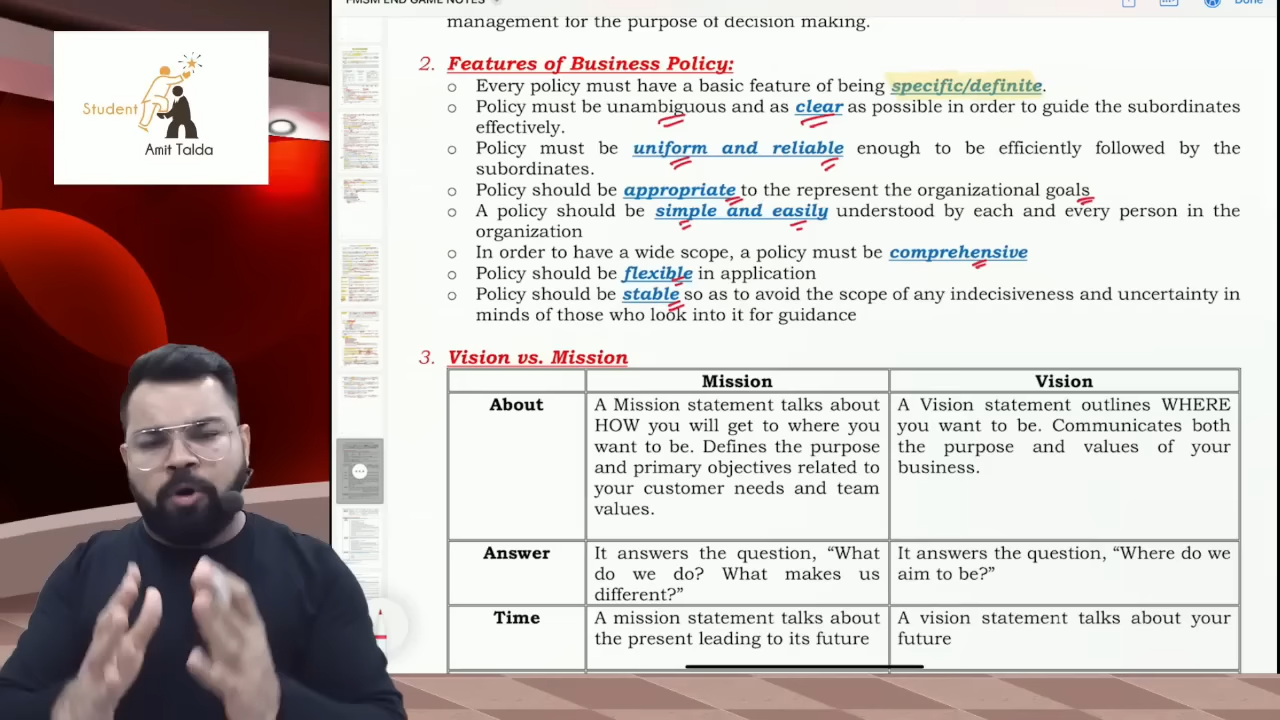 FMSM END GAME NOTES
Done
management for the purpose of decision making.
2. Features of Business Policy:
Every policy must have a basic feature of being specific/definite.
Policy must be unambiguous and clear as possible in order to guide the subordinates
effectively.
Policy must be uniform and flexible enough to be efficiently followed by the
subordinates.
Policy should be appropriate to the present and organizational goals
A policy should be simple and easily understood by each and every person in the
organization
In order to have a wide scope, a policy must be comprehensive
Policy should be in applicability
Policy should be stable so as to avoid the scope of any indecisiveness and uncertainty in
minds of those who look into it for guidance
3. Vision v. Mission
Mission Vision
About
A Mission statement talks about
HOW you will get to where you
want to be. Defines the purpose
and primary objectives related to
your customer needs and team
values.
A Vision statement outlines WHERE
you want to be. Communicates both
the purpose and values of your
business.
Answer
It answers the question, “What
do we do? What makes us
different?”
It answers the question, “Where do we
aim to be?”
Time
A mission statement talks about
the present leading to its future
A vision statement talks about your
future
Student
Amit Talda